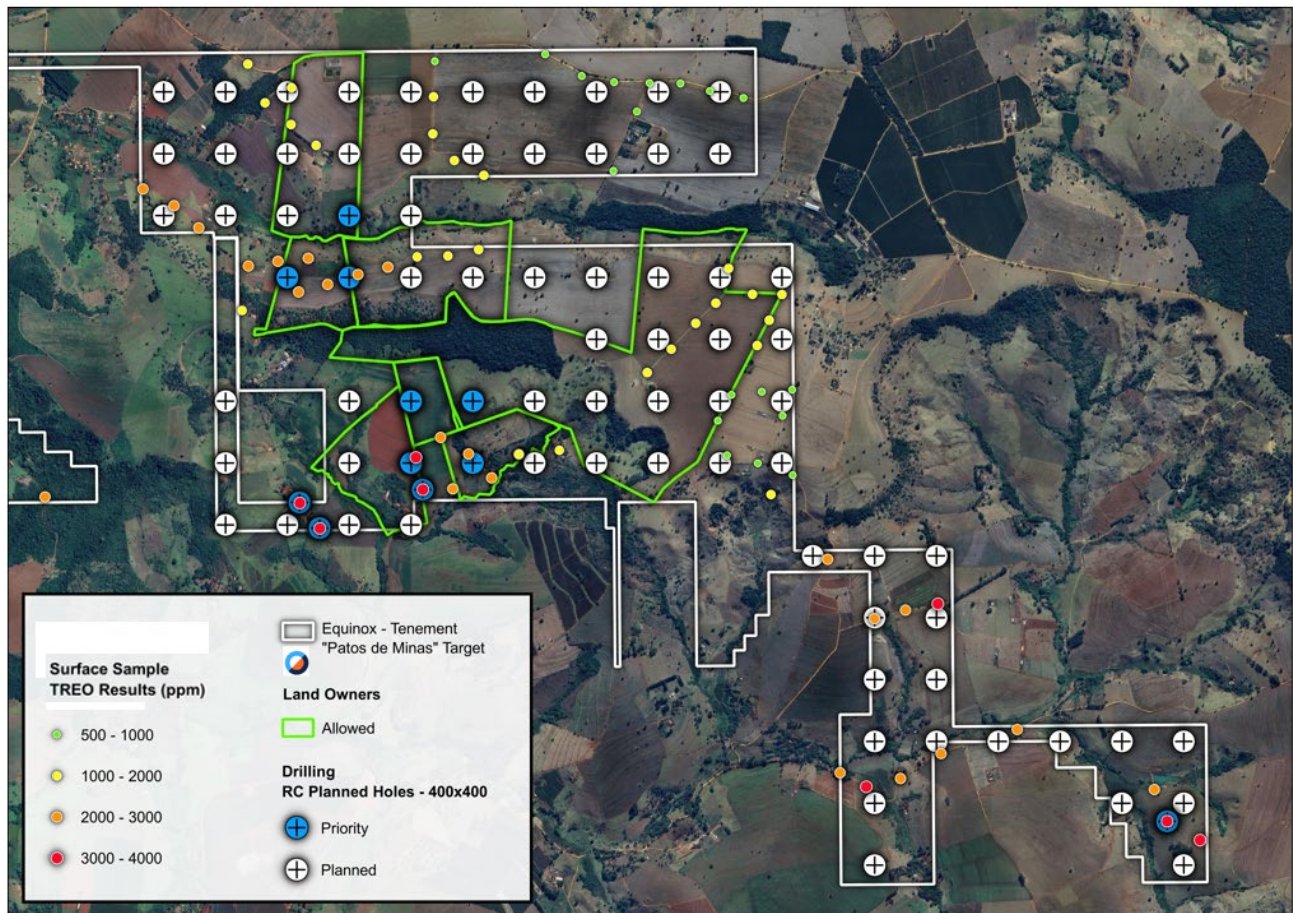 Surface Sample
TREO Results (ppm)
500 - 1000
1000 - 2000
2000 - 3000
3000 - 4000
Equinox - Tenement
"Patos de Minas" Target
Land Owners
Allowed
Drilling
RC Planned Holes - 400x400
Priority
Planned